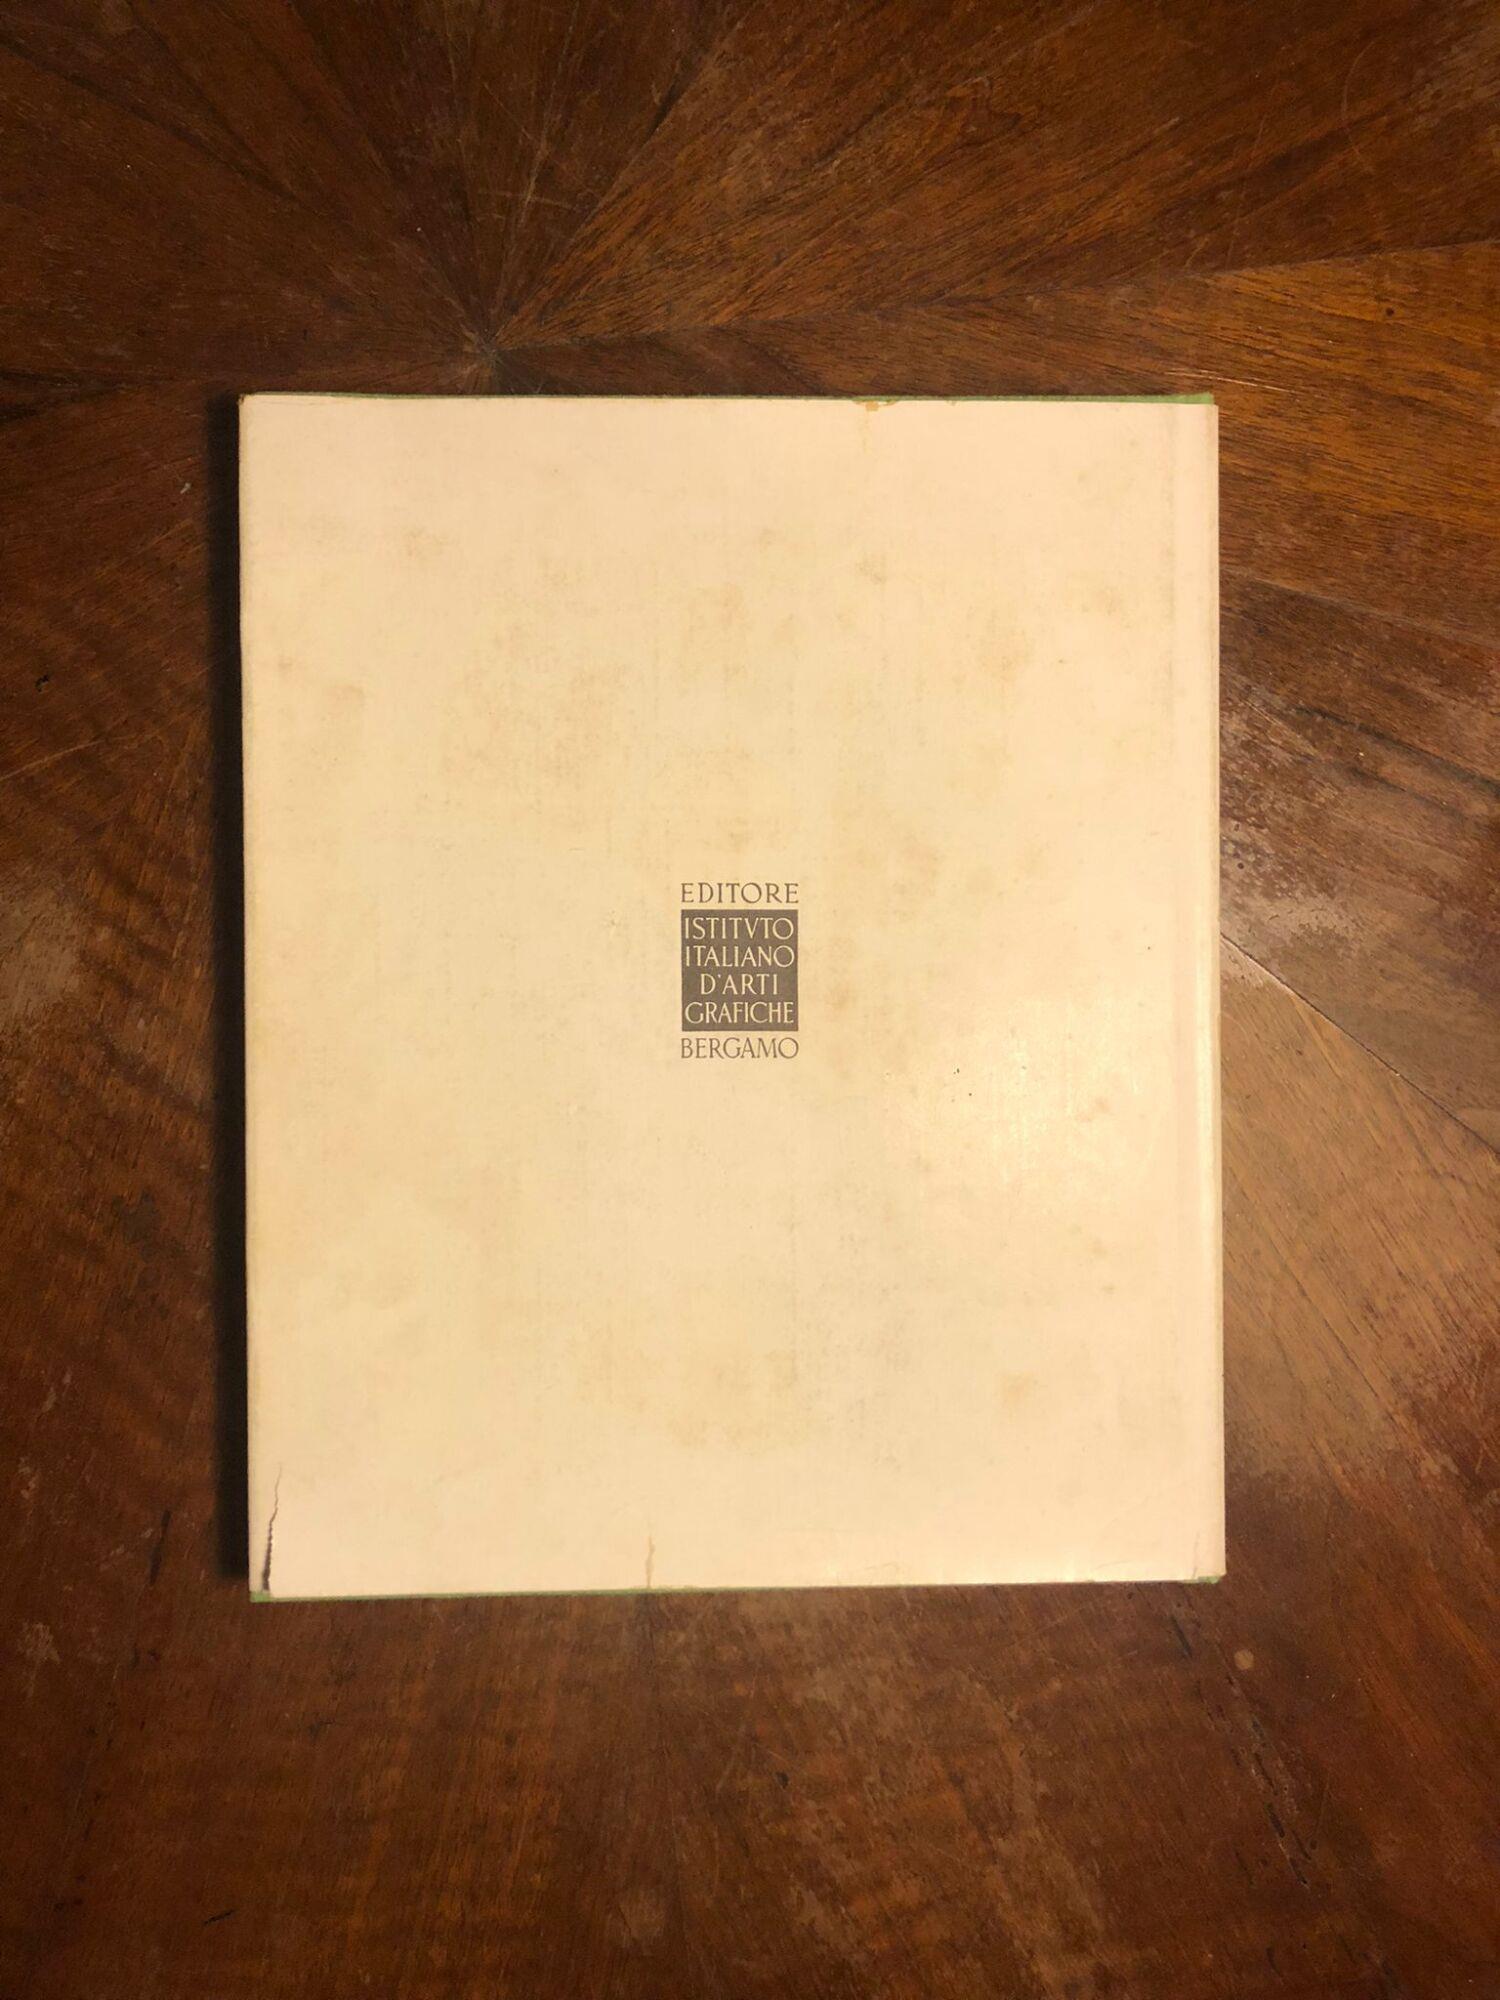 EDITORE
ISTITVTO
ITALIANO
D'ARTI
GRAFICHE
BERGAMO